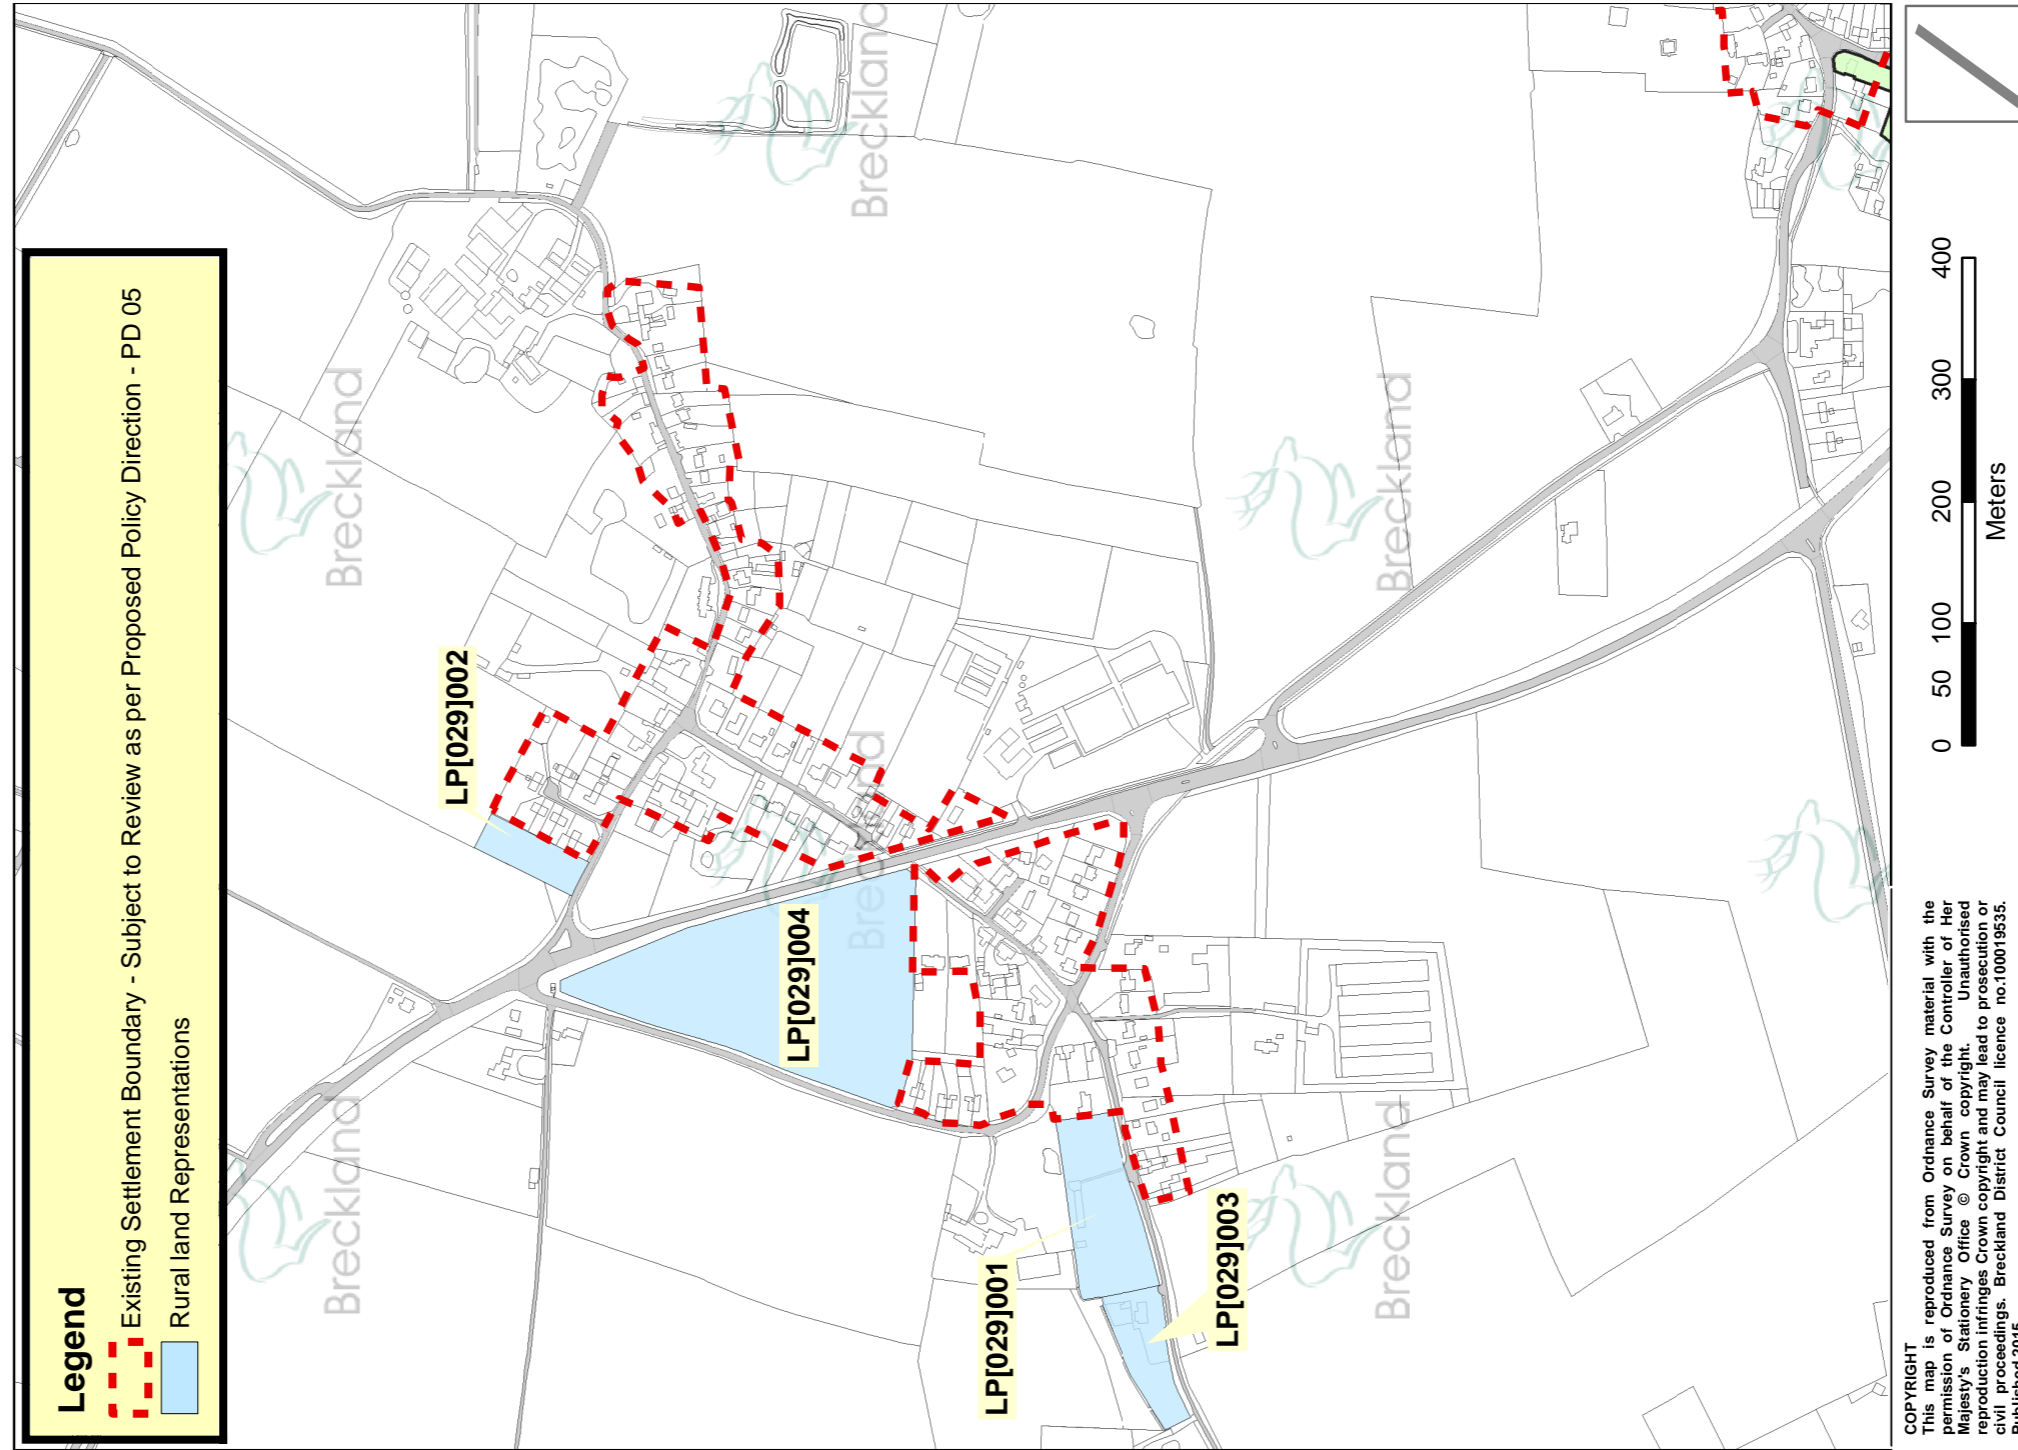 Legend
Existing Settlement Boundary - Subject to Review as per Proposed Policy Direction - PD 05
Rural land Representations
LP[029]002
LP[029]004
LP[029]001
LP[029]003
Breckland
Breckland
Breckland
Breckland
Breckland
Breckland
0 50 100 200 300 400
Meters
COPYRIGHT
This map is reproduced from Ordnance Survey material with the
permission of Ordnance Survey on behalf of the Controller of Her
Majesty's Stationery Office © Crown copyright. Unauthorised
reproduction infringes Crown copyright and may lead to prosecution or
civil proceedings. Breckland District Council licence no.100019535.
Published 2015